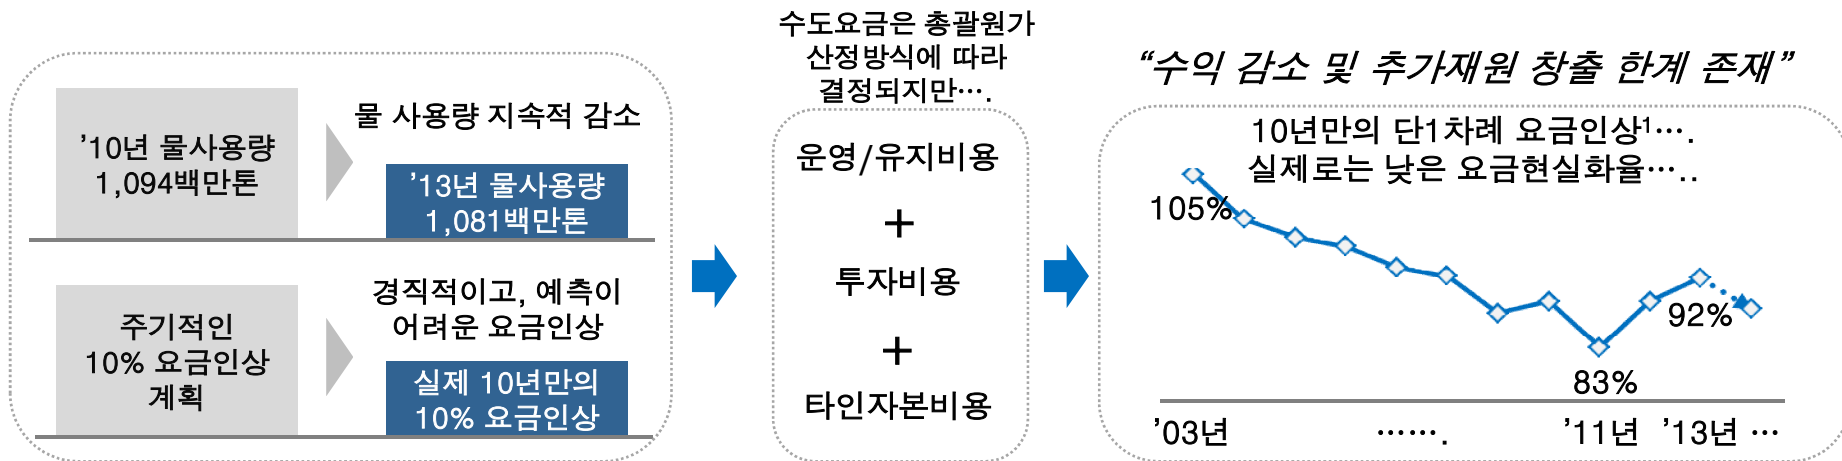 ’10년 물사용량
1,094백만톤
물 사용량 지속적 감소
’13년 물사용량
1,081백만톤
주기적인
10% 요금인상
계획
경직적이고, 예측이
어려운 요금인상
실제 10년만의
10% 요금인상
수도요금은 총괄원가
산정방식에 따라
결정되지만….
운영/유지비용
+
투자비용
+
타인자본비용
“수익 감소 및 추가재원 창출 한계 존재”
10년만의 단1차례 요금인상¹….
실제로는 낮은 요금현실화율…..
105%
92%
83%
’03년 ……. ’11년 ’13년 …